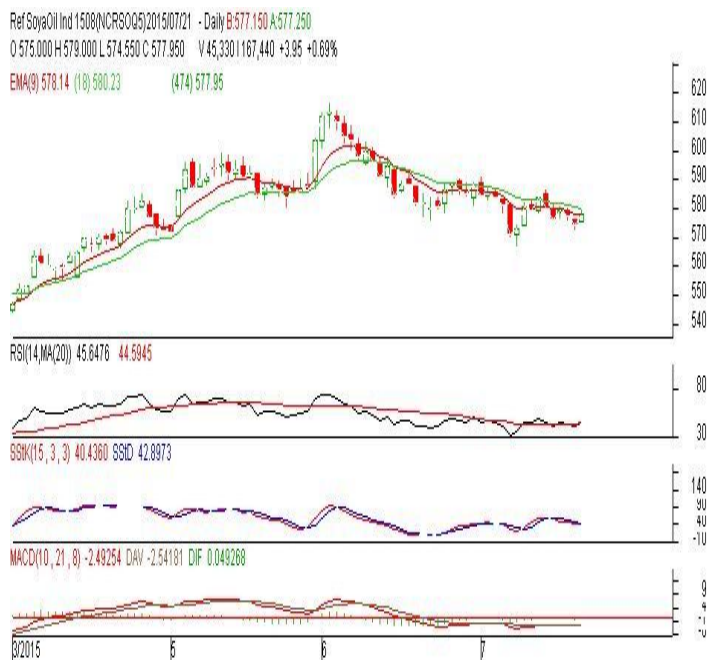 Ref SoyaOil Ind 1508(NCRSOQ5)2015/07/21 - Daily B:577.150 A:577.250
O 575.000 H 579.000 L 574.550 C 577.950 V 45,330 I 167,440 +3.95 +0.69%
EMA(9) 578.14 (18) 580.23 (474) 577.95
620
610
600
590
580
570
560
550
540
RSI(14,MA(20)) 45.6476 44.5945
80
30
SStK(15, 3, 3) 40.4360 SStD 42.8973
140
90
40
-10
MACD(10, 21, 8) -2.49254 DAV -2.54181 DIF 0.049268
9
4
3/2015 5 6 7